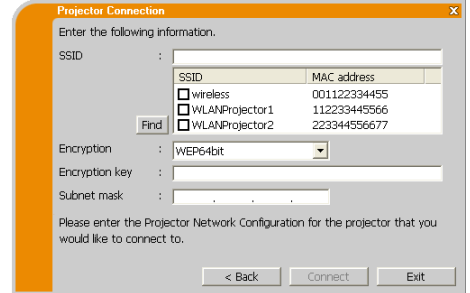 Projector Connection X
Enter the following information.
SSID :
SSID MAC address
wireless 001122334455
WLANProjector1 112233445566
Find WLANProjector2 223344556677
Encryption : WEP64bit
Encryption key :
Subnet mask : . . .
Please enter the Projector Network Configuration for the projector that you
would like to connect to.
< Back Connect Exit